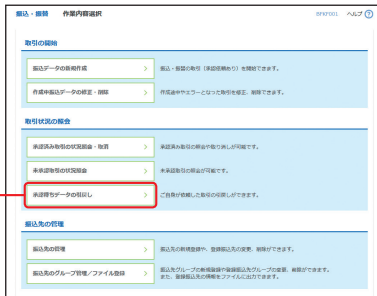 振込・振替 作業内容選択 BFKF001 ヘルプ ?
取引の開始
振込データの新規作成 > 振込・振替の取引(承認依頼あり)を開始できます。
作成中振込データの修正・削除 > 作成途中やエラーとなった取引を修正、削除できます。
取引状況の照会
承認済み取引の状況照会・取消 > 承認済み取引の照会や取り消しが可能です。
未承認取引の状況照会 > 未承認取引の照会が可能です。
承認待ちデータの引戻し > ご自身が依頼した取引の引戻しができます。
振込先の管理
振込先の管理 > 振込先の新規登録や、登録振込先の変更、削除ができます。
振込先のグループ管理/ファイル登録 > 振込先グループの新規登録や登録振込先グループの変更、削除ができます。
また、登録振込先の情報をファイルに出力できます。